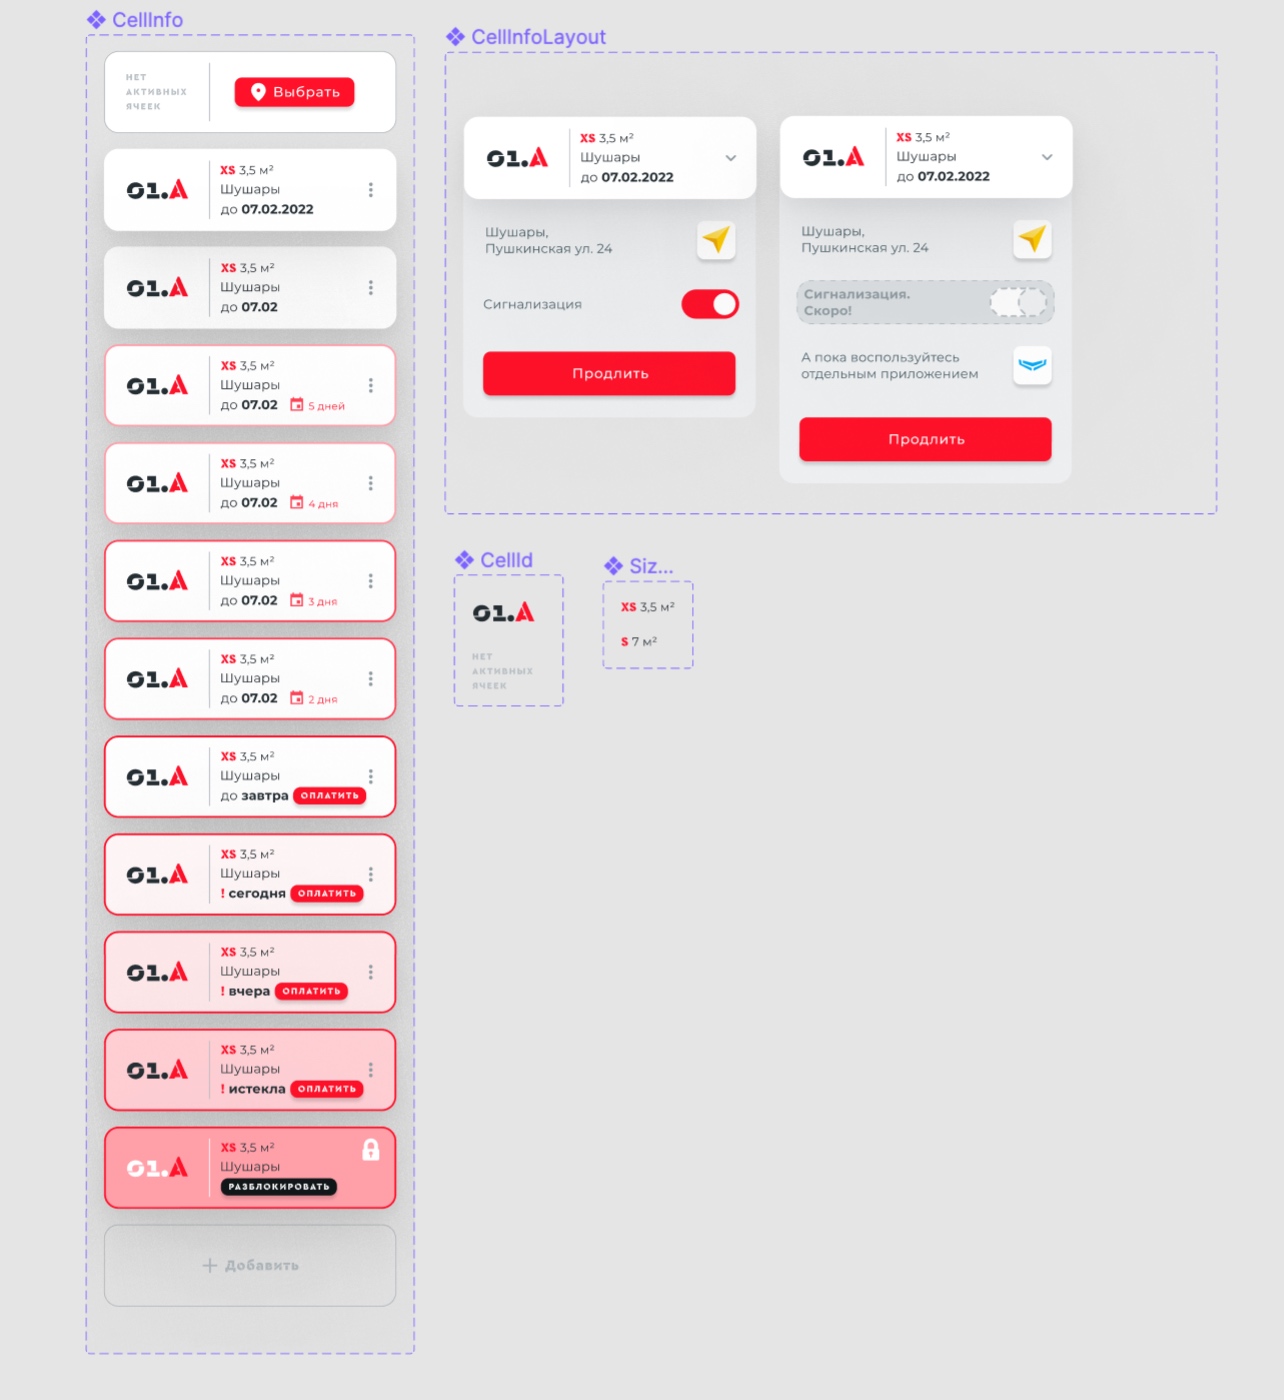 CellInfo
НЕТ
АКТИВНЫХ
ЯЧЕЕК
Выбрать
01.A
XS 3,5 м²
Шушары
до 07.02.2022
01.A
XS 3,5 м²
Шушары
до 07.02
01.A
XS 3,5 м²
Шушары
до 07.02 5 дней
01.A
XS 3,5 м²
Шушары
до 07.02 4 дня
01.A
XS 3,5 м²
Шушары
до 07.02 3 дня
01.A
XS 3,5 м²
Шушары
до 07.02 2 дня
01.A
XS 3,5 м²
Шушары
до завтра ОПЛАТИТЬ
01.A
XS 3,5 м²
Шушары
! сегодня ОПЛАТИТЬ
01.A
XS 3,5 м²
Шушары
! вчера ОПЛАТИТЬ
01.A
XS 3,5 м²
Шушары
! истекла ОПЛАТИТЬ
01.A
XS 3,5 м²
Шушары
РАЗБЛОКИРОВАТЬ
+ Добавить
CellInfoLayout
01.A
XS 3,5 м²
Шушары
до 07.02.2022
Шушары,
Пушкинская ул. 24
Сигнализация
Продлить
01.A
XS 3,5 м²
Шушары
до 07.02.2022
Шушары,
Пушкинская ул. 24
Сигнализация.
Скоро!
А пока воспользуйтесь
отдельным приложением
Продлить
CellId
01.A
НЕТ
АКТИВНЫХ
ЯЧЕЕК
Siz...
XS 3,5 м²
S 7 м²